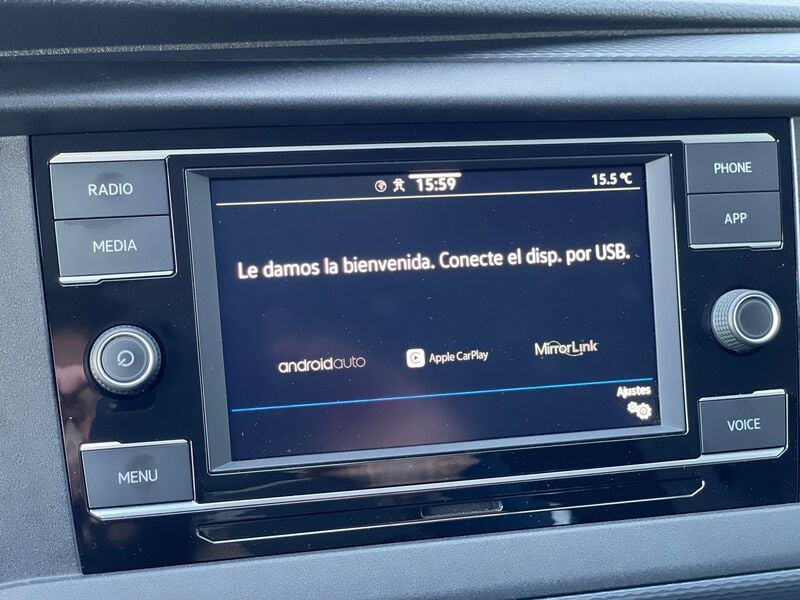 RADIO
MEDIA
MENU
15:59
15.5 °C
Le damos la bienvenida. Conecte el disp. por USB.
androidauto
Apple CarPlay
MirrorLink
Ajustes
PHONE
APP
VOICE